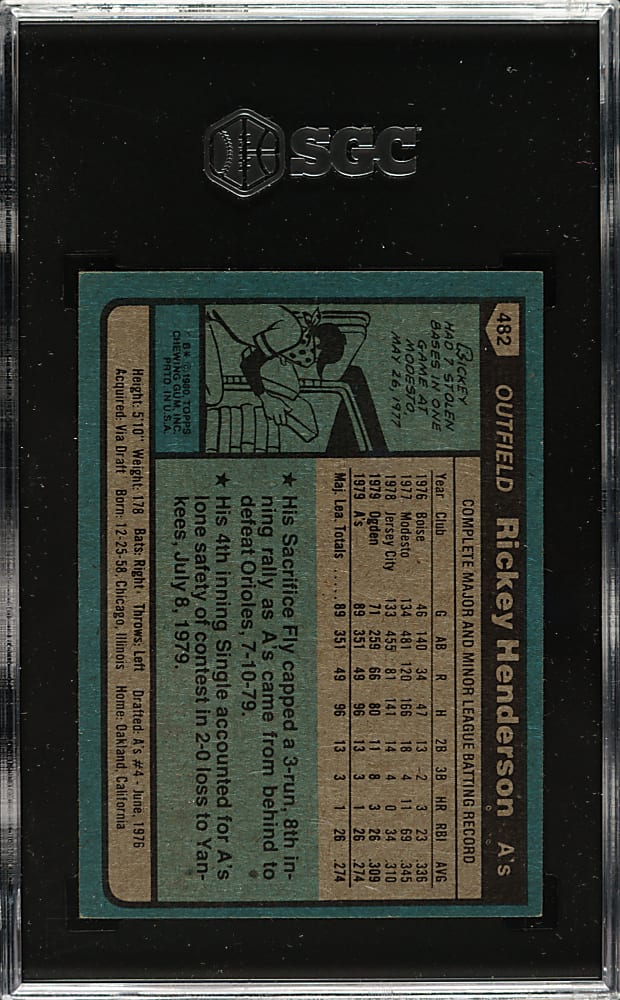 SGC
482 OUTFIELD Rickey Henderson A's
RICKEY
HAD 7 STOLEN
BASES IN ONE
GAME AT
MODESTO,
MAY 26, 1977
B* © 1980, TOPPS
CHEWING GUM, INC.
PRTD. IN U.S.A.
COMPLETE MAJOR AND MINOR LEAGUE BATTING RECORD
Year Club G AB R H 2B 3B HR RBI AVG
1976 Boise 46 140 34 47 13 2 3 23 .336
1977 Modesto 134 481 120 166 18 4 11 69 .345
1978 Jersey City 133 455 81 141 14 4 0 34 .310
1979 Ogden 71 259 66 80 11 8 3 26 .309
1979 A's 89 351 49 96 13 3 1 26 .274
Maj. Lea. Totals ...... 89 351 49 96 13 3 1 26 .274
★ His Sacrifice Fly capped a 3-run, 8th in-
ning rally as A's came from behind to
defeat Orioles, 7-10-79.
★ His 4th inning Single accounted for A's
lone safety of contest in 2-0 loss to Yan-
kees, July 8, 1979.
Height: 5'10" Weight: 178 Bats: Right Throws: Left Drafted: A's #4 - June, 1976
Acquired: Via Draft Born: 12-25-58, Chicago, Illinois Home: Oakland, California